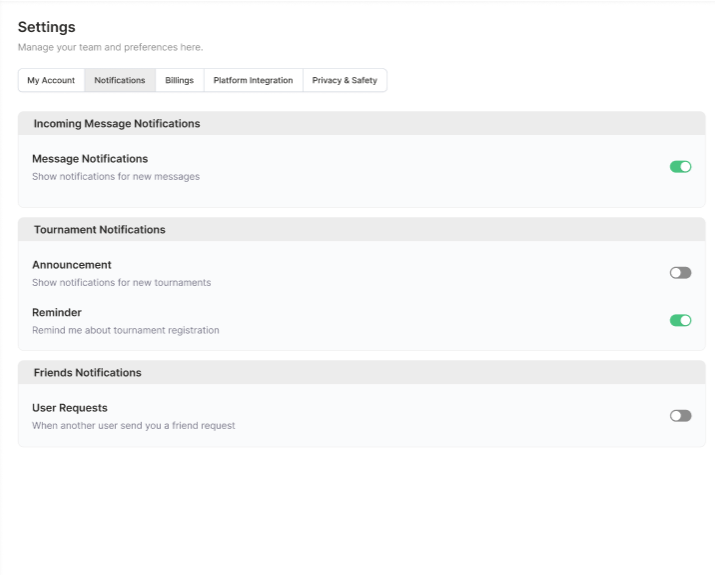 Settings
Manage your team and preferences here.
My Account Notifications Billings Platform Integration Privacy & Safety
Incoming Message Notifications
Message Notifications
Show notifications for new messages
Tournament Notifications
Announcement
Show notifications for new tournaments
Reminder
Remind me about tournament registration
Friends Notifications
User Requests
When another user send you a friend request